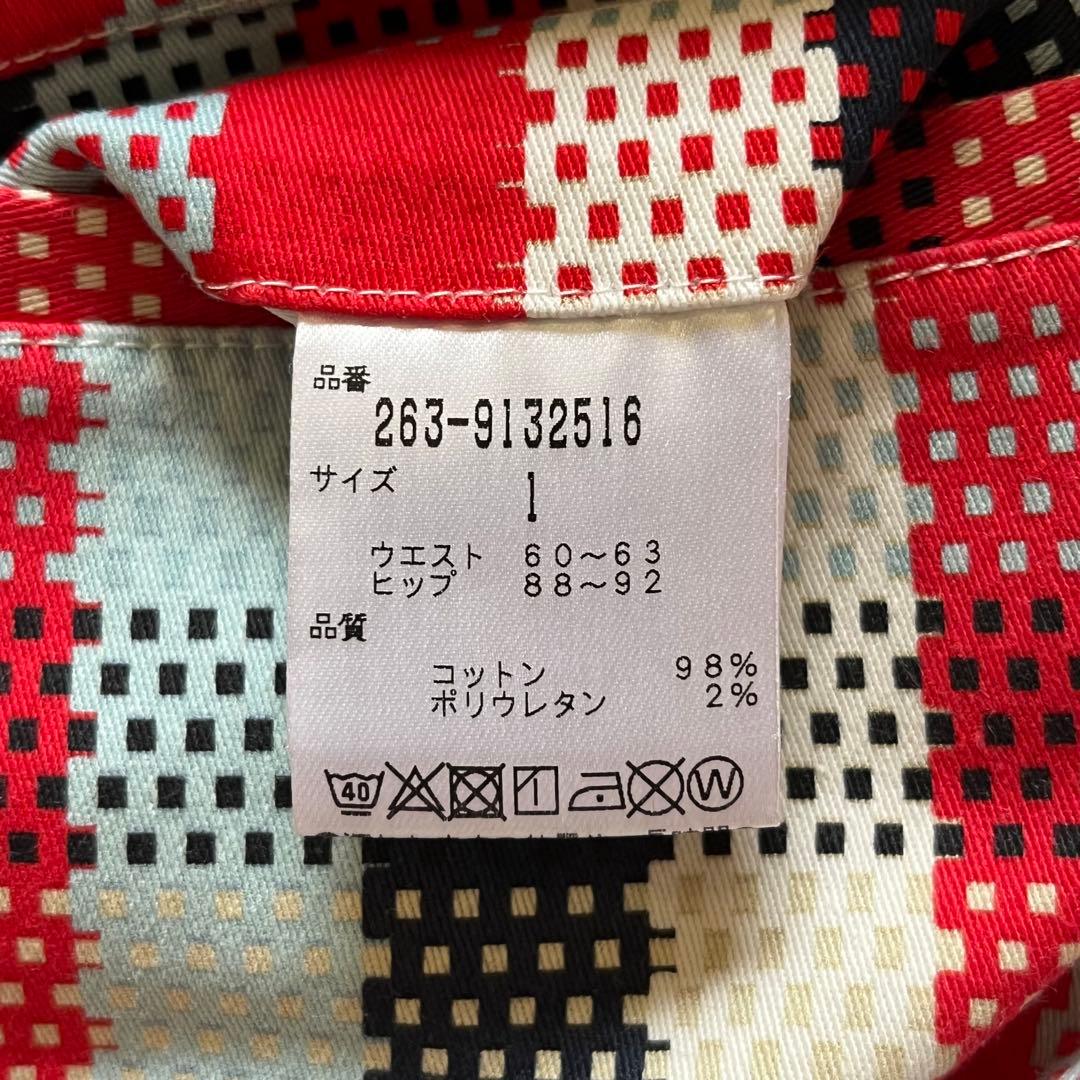 品番
263-9132516
サイズ 1
ウエスト 60～63
ヒップ 88～92
品質
コットン 98%
ポリウレタン 2%
40 W